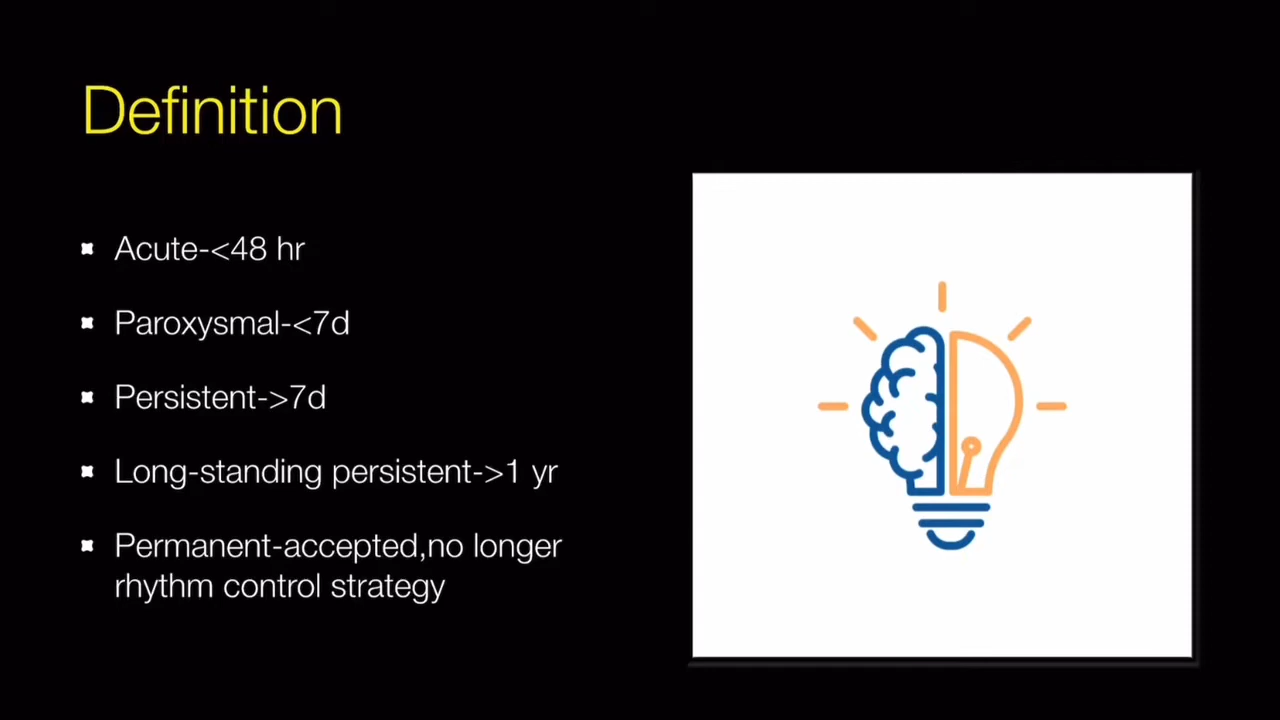 Definition
Acute-<48 hr
Paroxysmal-<7d
Persistent->7d
Long-standing persistent->1 yr
Permanent-accepted,no longer
rhythm control strategy